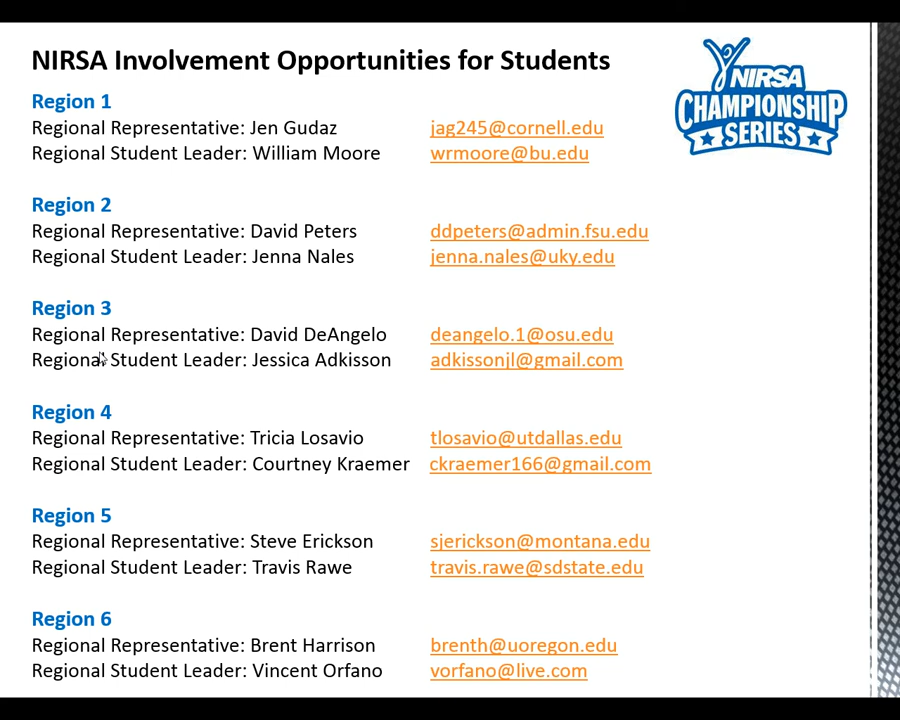 NIRSA Involvement Opportunities for Students
NIRSA
CHAMPIONSHIP
SERIES
Region 1
Regional Representative: Jen Gudaz jag245@cornell.edu
Regional Student Leader: William Moore wrmoore@bu.edu
Region 2
Regional Representative: David Peters ddpeters@admin.fsu.edu
Regional Student Leader: Jenna Nales jenna.nales@uky.edu
Region 3
Regional Representative: David DeAngelo deangelo.1@osu.edu
Regional Student Leader: Jessica Adkisson adkissonjl@gmail.com
Region 4
Regional Representative: Tricia Losavio tlosavio@utdallas.edu
Regional Student Leader: Courtney Kraemer ckraemer166@gmail.com
Region 5
Regional Representative: Steve Erickson sjerickson@montana.edu
Regional Student Leader: Travis Rawe travis.rawe@sdstate.edu
Region 6
Regional Representative: Brent Harrison brenth@uoregon.edu
Regional Student Leader: Vincent Orfano vorfano@live.com